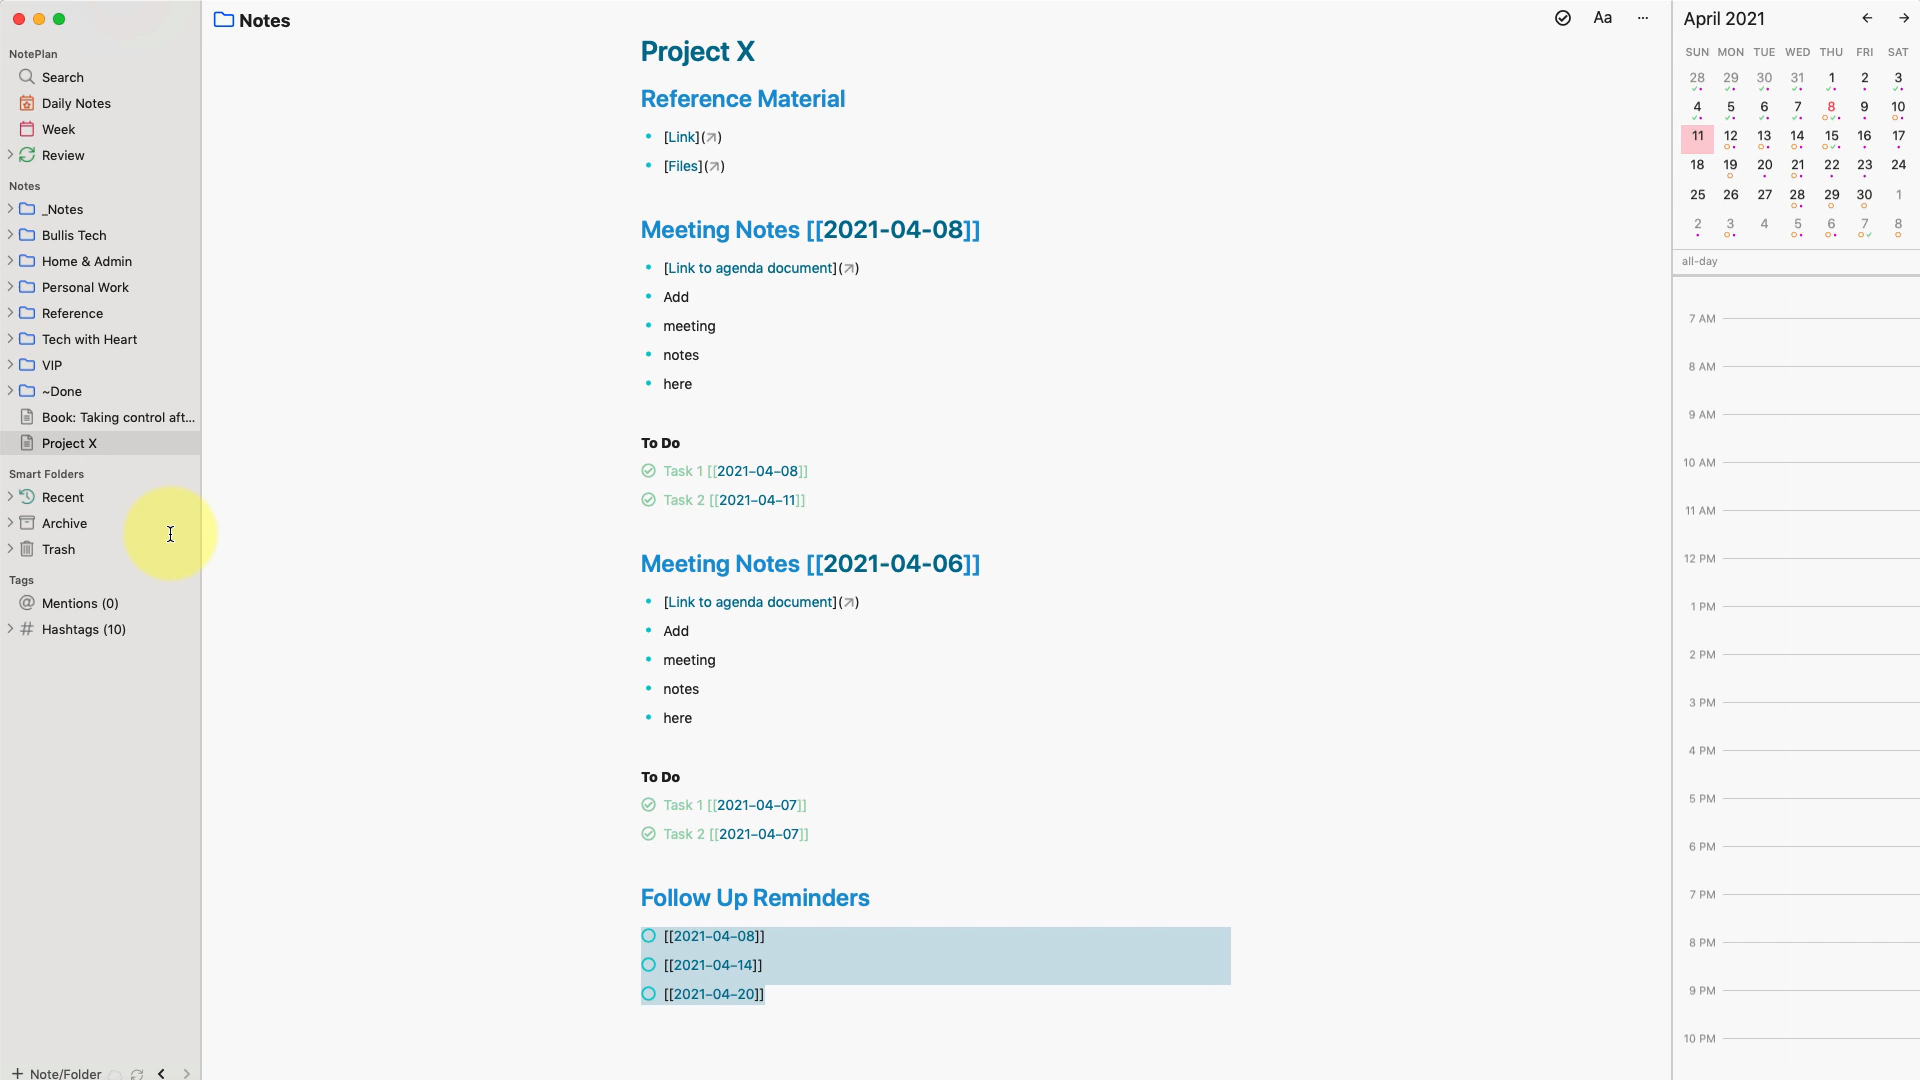 NotePlan
Search
Daily Notes
Week
Review
Notes
_Notes
Bullis Tech
Home & Admin
Personal Work
Reference
Tech with Heart
VIP
~Done
Book: Taking control aft...
Project X
Smart Folders
Recent
Archive
Trash
Tags
@ Mentions (0)
# Hashtags (10)
+ Note/Folder
Notes
Aa ...
Project X
Reference Material
• [Link](↗)
• [Files](↗)
Meeting Notes [[2021-04-08]]
• [Link to agenda document](↗)
• Add
• meeting
• notes
• here
To Do
Task 1 [[2021-04-08]]
Task 2 [[2021-04-11]]
Meeting Notes [[2021-04-06]]
• [Link to agenda document](↗)
• Add
• meeting
• notes
• here
To Do
Task 1 [[2021-04-07]]
Task 2 [[2021-04-07]]
Follow Up Reminders
[[2021-04-08]]
[[2021-04-14]]
[[2021-04-20]]
April 2021 ← →
SUN MON TUE WED THU FRI SAT
28 29 30 31 1 2 3
4 5 6 7 8 9 10
11 12 13 14 15 16 17
18 19 20 21 22 23 24
25 26 27 28 29 30 1
2 3 4 5 6 7 8
all-day
7 AM
8 AM
9 AM
10 AM
11 AM
12 PM
1 PM
2 PM
3 PM
4 PM
5 PM
6 PM
7 PM
8 PM
9 PM
10 PM